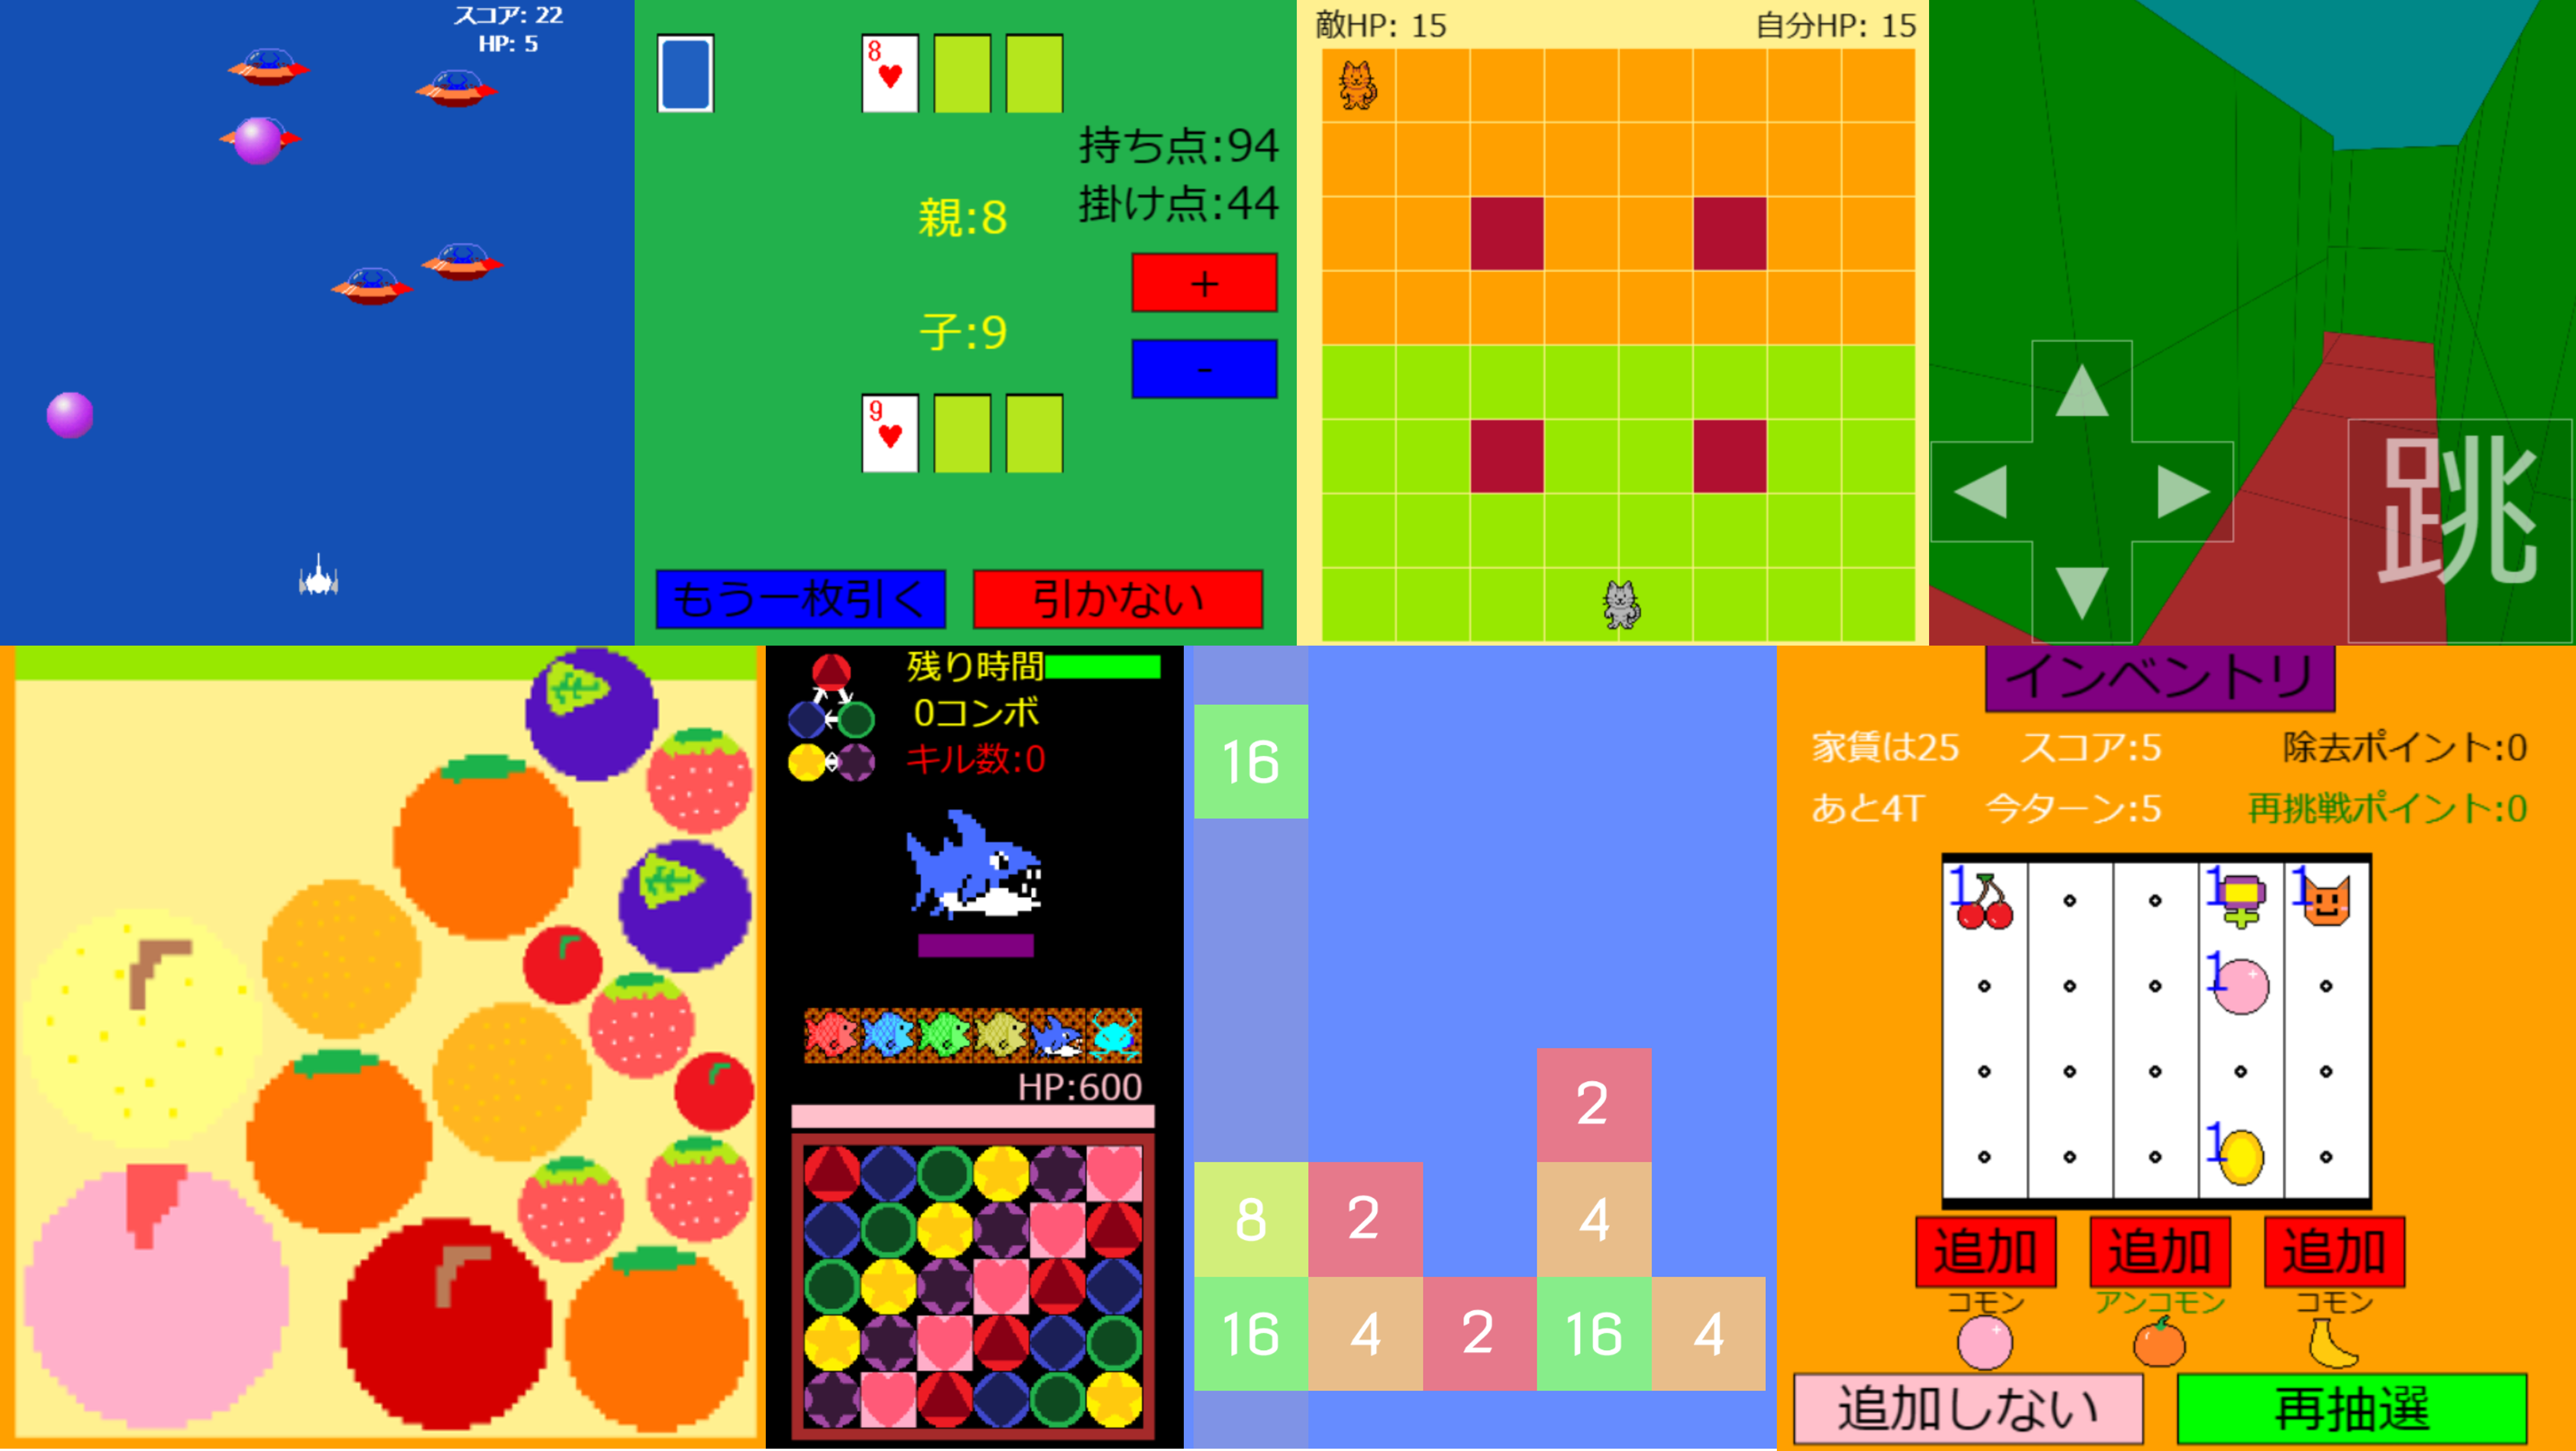 スコア: 22
HP: 5
8
持ち点:94
掛け点:44
親:8
+
子:9
-
9
もう一枚引く
引かない
敵HP: 15
自分HP: 15
跳
残り時間
0コンボ
キル数:0
HP:600
16
2
8
2
4
16
4
2
16
4
インベントリ
家賃は25
スコア:5
除去ポイント:0
あと4T
今ターン:5
再挑戦ポイント:0
1
1
1
1
1
追加
追加
追加
コモン
アンコモン
コモン
追加しない
再抽選